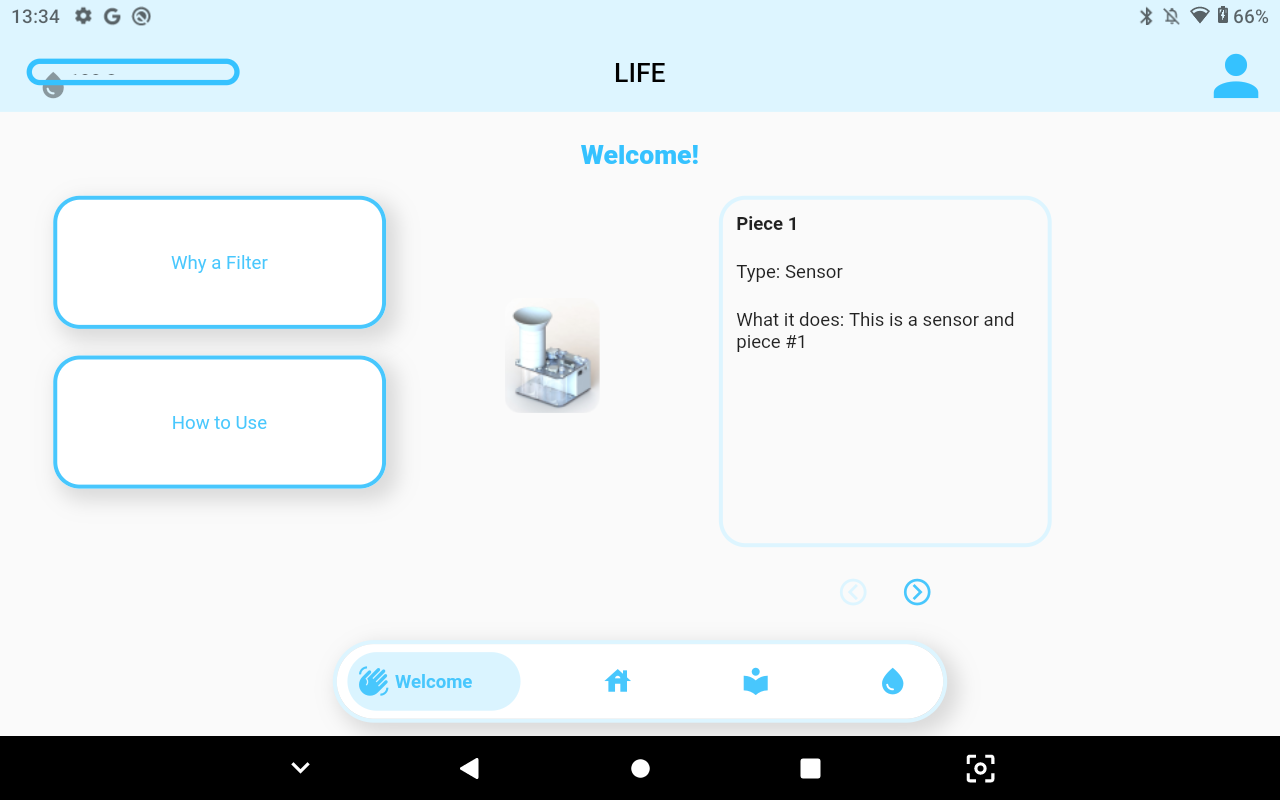 13:34
66%
LIFE
Welcome!
Why a Filter
How to Use
Piece 1
Type: Sensor
What it does: This is a sensor and
piece #1
Welcome